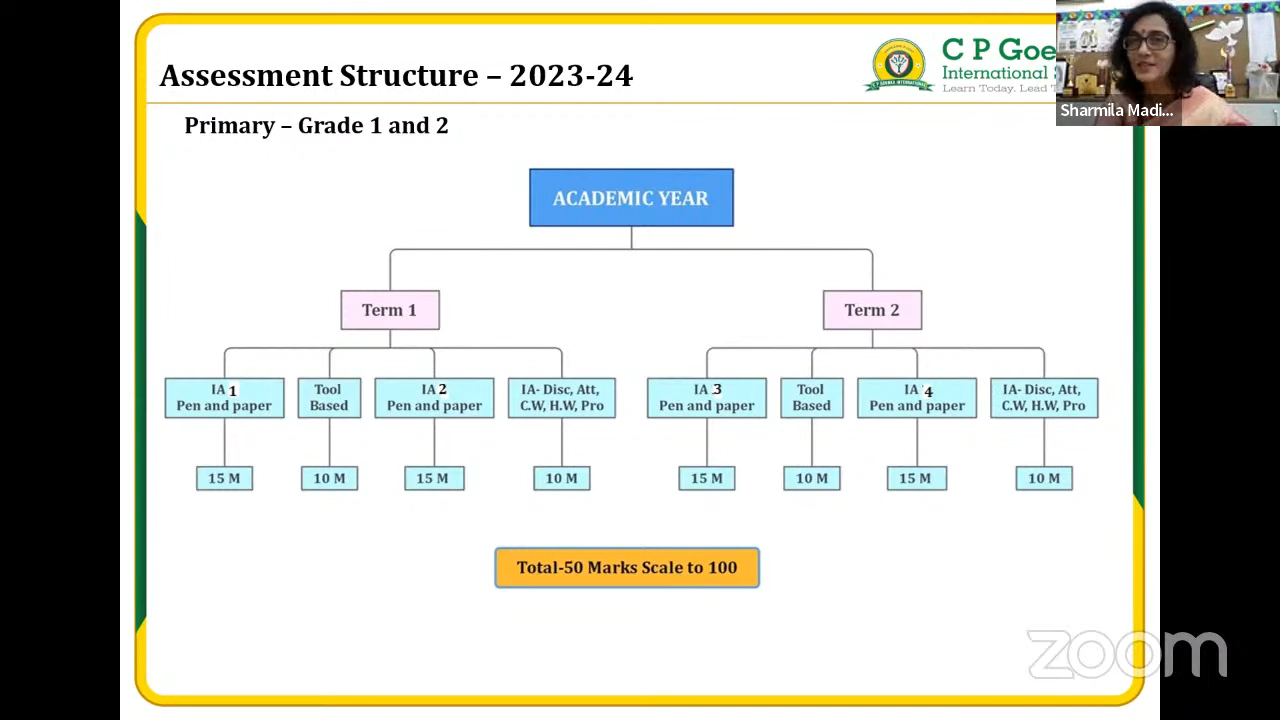 Assessment Structure – 2023-24
C P Goe
International
Learn Today. Lead
Sharmila Madi...
Primary – Grade 1 and 2
ACADEMIC YEAR
Term 1
Term 2
IA 1
Pen and paper
Tool
Based
IA 2
Pen and paper
IA- Disc, Att,
C.W, H.W, Pro
IA 3
Pen and paper
Tool
Based
IA 4
Pen and paper
IA- Disc, Att,
C.W, H.W, Pro
15 M
10 M
15 M
10 M
15 M
10 M
15 M
10 M
Total-50 Marks Scale to 100
zoom